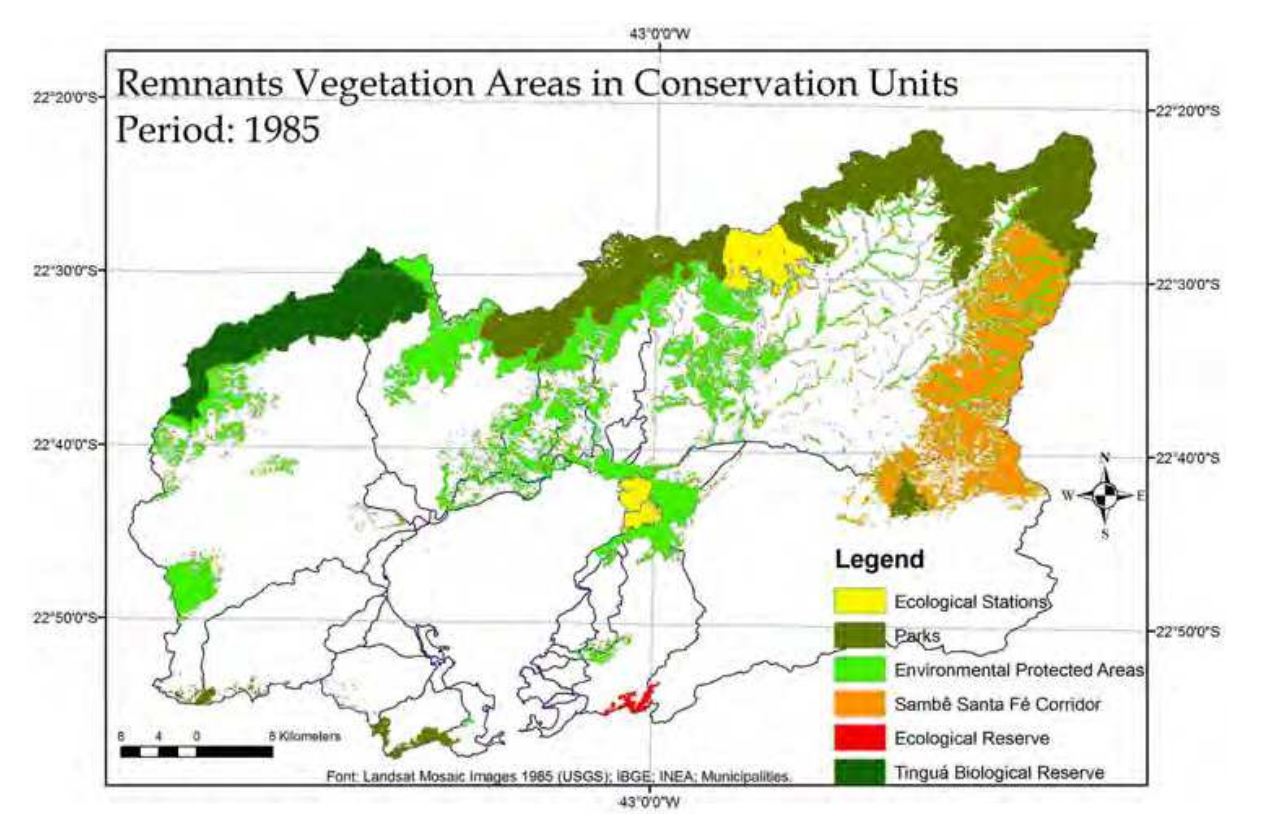 43°0'0"W
Remnants Vegetation Areas in Conservation Units
Period: 1985
22°20'0"S
22°20'0"S
22°30'0"S
22°30'0"S
22°40'0"S
22°40'0"S
N
W
E
S
Legend
Ecological Stations
Parks
Environmental Protected Areas
Sambê Santa Fé Corridor
Ecological Reserve
Tinguá Biological Reserve
22°50'0"S
22°50'0"S
8 4 0 8 Kilometers
Font: Landsat Mosaic Images 1985 (USGS); IBGE; INEA; Municipalities.
43°0'0"W